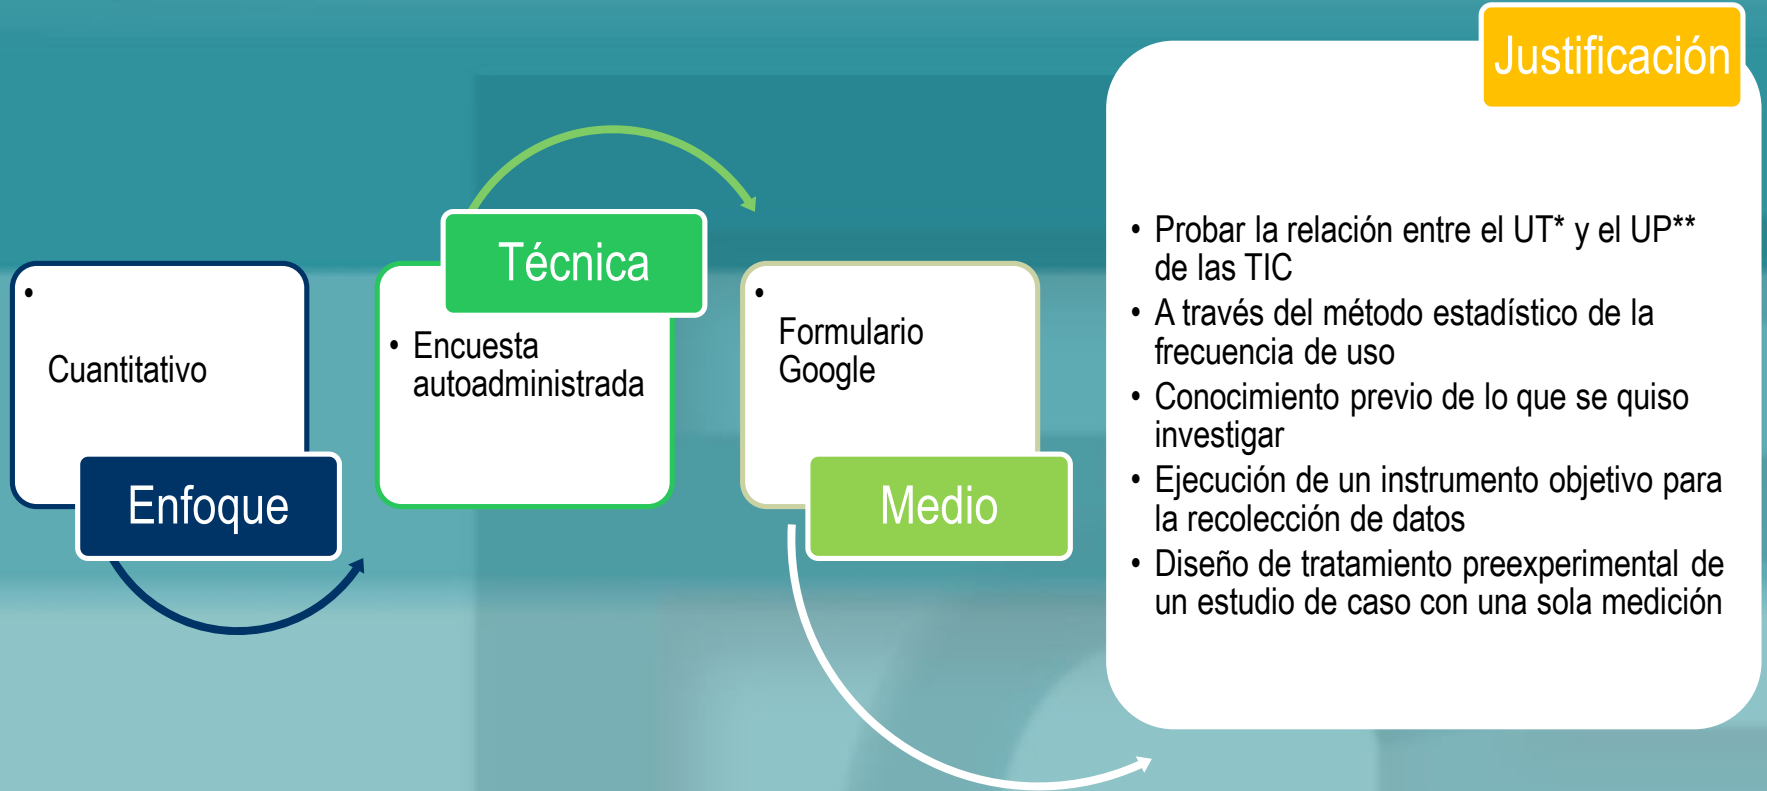 • Cuantitativo
Enfoque
Técnica
• Encuesta
autoadministrada
• Formulario
Google
Medio
Justificación
• Probar la relación entre el UT* y el UP**
de las TIC
• A través del método estadístico de la
frecuencia de uso
• Conocimiento previo de lo que se quiso
investigar
• Ejecución de un instrumento objetivo para
la recolección de datos
• Diseño de tratamiento preexperimental de
un estudio de caso con una sola medición